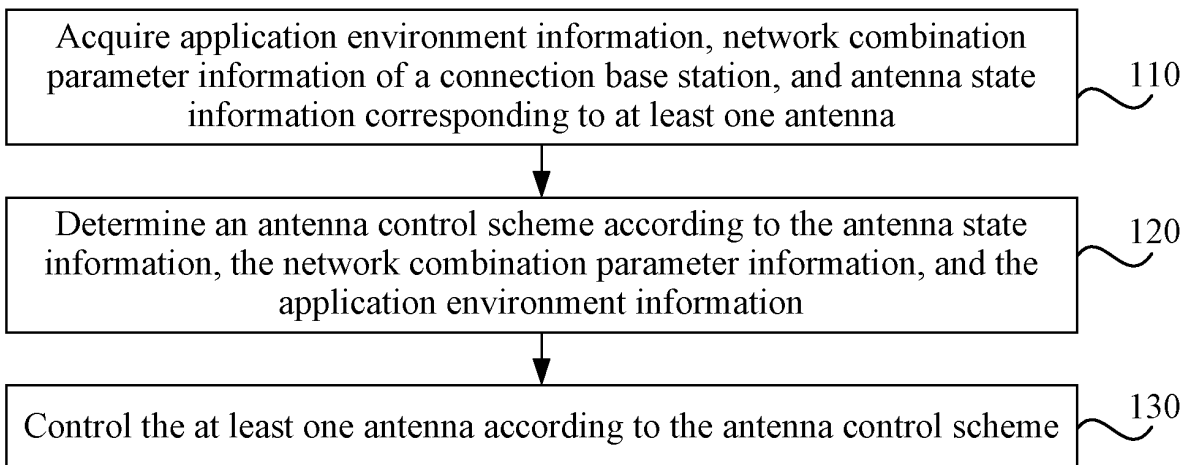 Acquire application environment information, network combination
parameter information of a connection base station, and antenna state
information corresponding to at least one antenna
110
Determine an antenna control scheme according to the antenna state
information, the network combination parameter information, and the
application environment information
120
Control the at least one antenna according to the antenna control scheme
130